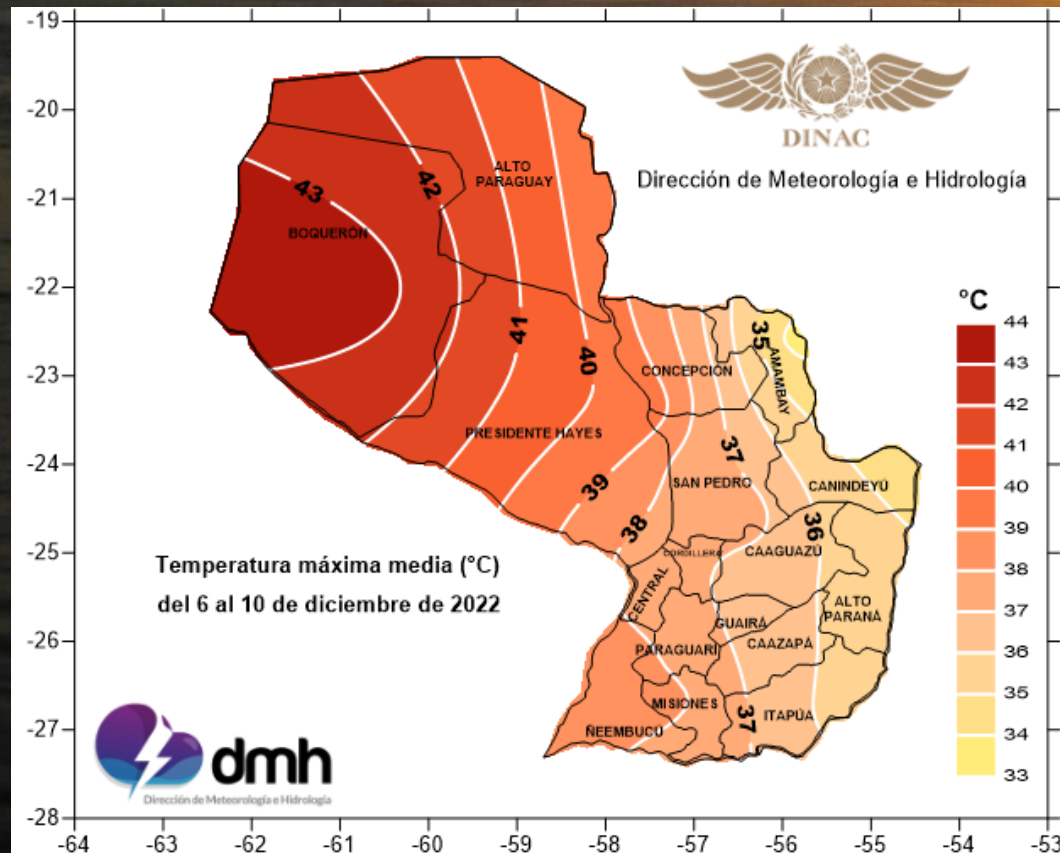 -19
-20
-21
-22
-23
-24
-25
-26
-27
-28
-64
-63
-62
-61
-60
-59
-58
-57
-56
-55
-54
-53
DINAC
Dirección de Meteorología e Hidrología
ALTO
PARAGUAY
BOQUERÓN
43
42
41
40
39
38
37
36
35
37
PRESIDENTE HAYES
CONCEPCIÓN
AMAMBAY
SAN PEDRO
CANINDEYÚ
CORDILLERA
CAAGUAZÚ
CENTRAL
ALTO
PARANÁ
GUAIRÁ
PARAGUARÍ
CAAZAPÁ
MISIONES
ITAPÚA
ÑEEMBUCÚ
°C
44
43
42
41
40
39
38
37
36
35
34
33
Temperatura máxima media (°C)
del 6 al 10 de diciembre de 2022
dmh
Dirección de Meteorología e Hidrología